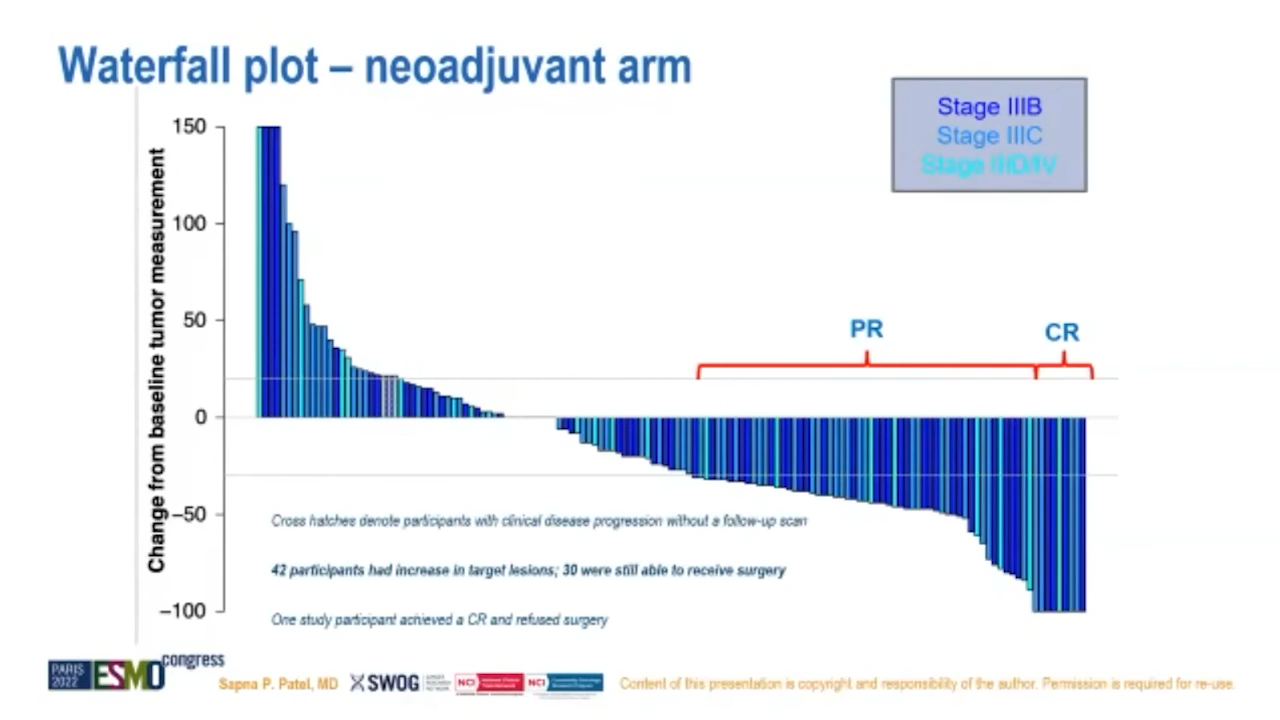 Waterfall plot – neoadjuvant arm
Stage IIIB
Stage IIIC
Stage IIID/IV
Change from baseline tumor measurement
150
100
50
0
−50
−100
PR
CR
Cross hatches denote participants with clinical disease progression without a follow-up scan
42 participants had increase in target lesions; 30 were still able to receive surgery
One study participant achieved a CR and refused surgery
PARIS
2022
ESMO congress
Sapna P. Patel, MD
SWOG
NCI
NCI
Content of this presentation is copyright and responsibility of the author. Permission is required for re-use.